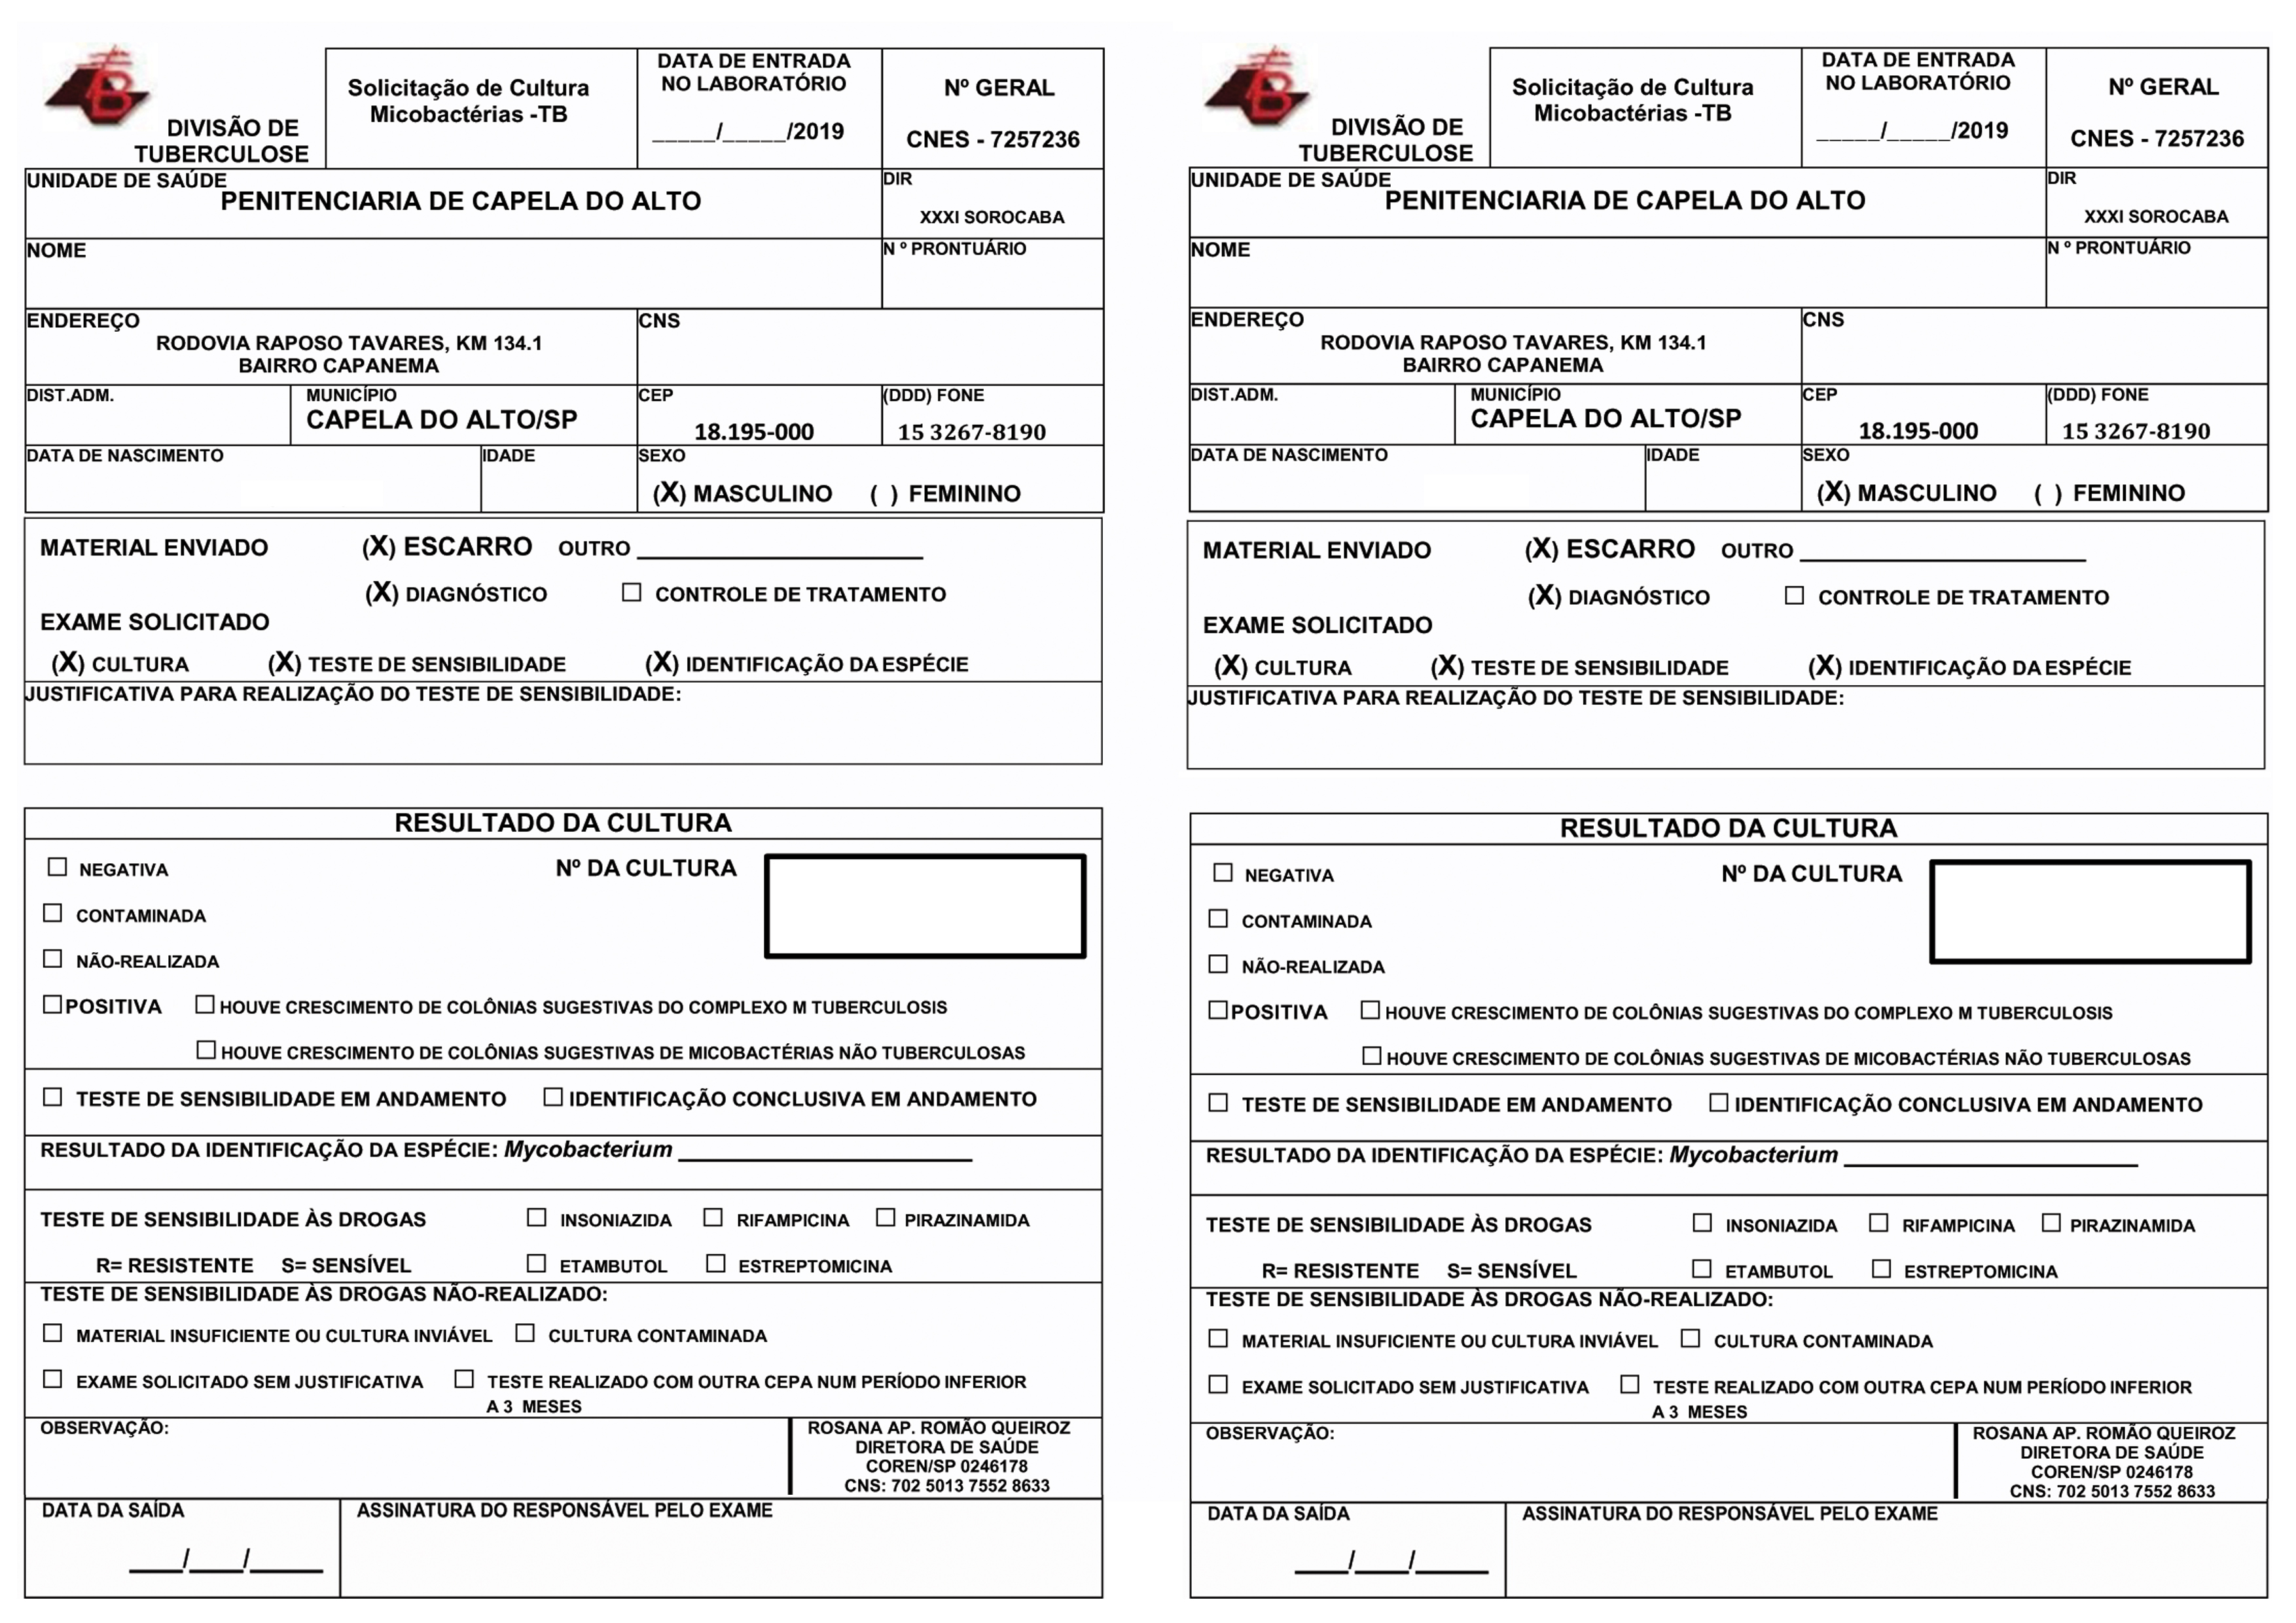 DIVISÃO DE
TUBERCULOSE
Solicitação de Cultura
Micobactérias -TB
DATA DE ENTRADA
NO LABORATÓRIO
_____/_____/2019
Nº GERAL
CNES - 7257236
UNIDADE DE SAÚDE
PENITENCIARIA DE CAPELA DO ALTO
DIR
XXXI SOROCABA
NOME
N º PRONTUÁRIO
ENDEREÇO
RODOVIA RAPOSO TAVARES, KM 134.1
BAIRRO CAPANEMA
CNS
DIST.ADM.
MUNICÍPIO
CAPELA DO ALTO/SP
CEP
18.195-000
(DDD) FONE
15 3267-8190
DATA DE NASCIMENTO
IDADE
SEXO
(X) MASCULINO ( ) FEMININO
MATERIAL ENVIADO (X) ESCARRO OUTRO ____________________
(X) DIAGNÓSTICO ☐ CONTROLE DE TRATAMENTO
EXAME SOLICITADO
(X) CULTURA (X) TESTE DE SENSIBILIDADE (X) IDENTIFICAÇÃO DA ESPÉCIE
JUSTIFICATIVA PARA REALIZAÇÃO DO TESTE DE SENSIBILIDADE:
RESULTADO DA CULTURA
☐ NEGATIVA Nº DA CULTURA
☐ CONTAMINADA
☐ NÃO-REALIZADA
☐ POSITIVA ☐ HOUVE CRESCIMENTO DE COLÔNIAS SUGESTIVAS DO COMPLEXO M TUBERCULOSIS
☐ HOUVE CRESCIMENTO DE COLÔNIAS SUGESTIVAS DE MICOBACTÉRIAS NÃO TUBERCULOSAS
☐ TESTE DE SENSIBILIDADE EM ANDAMENTO ☐ IDENTIFICAÇÃO CONCLUSIVA EM ANDAMENTO
RESULTADO DA IDENTIFICAÇÃO DA ESPÉCIE: Mycobacterium ____________________
TESTE DE SENSIBILIDADE ÀS DROGAS ☐ INSONIAZIDA ☐ RIFAMPICINA ☐ PIRAZINAMIDA
R= RESISTENTE S= SENSÍVEL ☐ ETAMBUTOL ☐ ESTREPTOMICINA
TESTE DE SENSIBILIDADE ÀS DROGAS NÃO-REALIZADO:
☐ MATERIAL INSUFICIENTE OU CULTURA INVIÁVEL ☐ CULTURA CONTAMINADA
☐ EXAME SOLICITADO SEM JUSTIFICATIVA ☐ TESTE REALIZADO COM OUTRA CEPA NUM PERÍODO INFERIOR
A 3 MESES
OBSERVAÇÃO:
ROSANA AP. ROMÃO QUEIROZ
DIRETORA DE SAÚDE
COREN/SP 0246178
CNS: 702 5013 7552 8633
DATA DA SAÍDA
____/____/_____
ASSINATURA DO RESPONSÁVEL PELO EXAME
DIVISÃO DE
TUBERCULOSE
Solicitação de Cultura
Micobactérias -TB
DATA DE ENTRADA
NO LABORATÓRIO
_____/_____/2019
Nº GERAL
CNES - 7257236
UNIDADE DE SAÚDE
PENITENCIARIA DE CAPELA DO ALTO
DIR
XXXI SOROCABA
NOME
N º PRONTUÁRIO
ENDEREÇO
RODOVIA RAPOSO TAVARES, KM 134.1
BAIRRO CAPANEMA
CNS
DIST.ADM.
MUNICÍPIO
CAPELA DO ALTO/SP
CEP
18.195-000
(DDD) FONE
15 3267-8190
DATA DE NASCIMENTO
IDADE
SEXO
(X) MASCULINO ( ) FEMININO
MATERIAL ENVIADO (X) ESCARRO OUTRO ____________________
(X) DIAGNÓSTICO ☐ CONTROLE DE TRATAMENTO
EXAME SOLICITADO
(X) CULTURA (X) TESTE DE SENSIBILIDADE (X) IDENTIFICAÇÃO DA ESPÉCIE
JUSTIFICATIVA PARA REALIZAÇÃO DO TESTE DE SENSIBILIDADE:
RESULTADO DA CULTURA
☐ NEGATIVA Nº DA CULTURA
☐ CONTAMINADA
☐ NÃO-REALIZADA
☐ POSITIVA ☐ HOUVE CRESCIMENTO DE COLÔNIAS SUGESTIVAS DO COMPLEXO M TUBERCULOSIS
☐ HOUVE CRESCIMENTO DE COLÔNIAS SUGESTIVAS DE MICOBACTÉRIAS NÃO TUBERCULOSAS
☐ TESTE DE SENSIBILIDADE EM ANDAMENTO ☐ IDENTIFICAÇÃO CONCLUSIVA EM ANDAMENTO
RESULTADO DA IDENTIFICAÇÃO DA ESPÉCIE: Mycobacterium ____________________
TESTE DE SENSIBILIDADE ÀS DROGAS ☐ INSONIAZIDA ☐ RIFAMPICINA ☐ PIRAZINAMIDA
R= RESISTENTE S= SENSÍVEL ☐ ETAMBUTOL ☐ ESTREPTOMICINA
TESTE DE SENSIBILIDADE ÀS DROGAS NÃO-REALIZADO:
☐ MATERIAL INSUFICIENTE OU CULTURA INVIÁVEL ☐ CULTURA CONTAMINADA
☐ EXAME SOLICITADO SEM JUSTIFICATIVA ☐ TESTE REALIZADO COM OUTRA CEPA NUM PERÍODO INFERIOR
A 3 MESES
OBSERVAÇÃO:
ROSANA AP. ROMÃO QUEIROZ
DIRETORA DE SAÚDE
COREN/SP 0246178
CNS: 702 5013 7552 8633
DATA DA SAÍDA
____/____/_____
ASSINATURA DO RESPONSÁVEL PELO EXAME